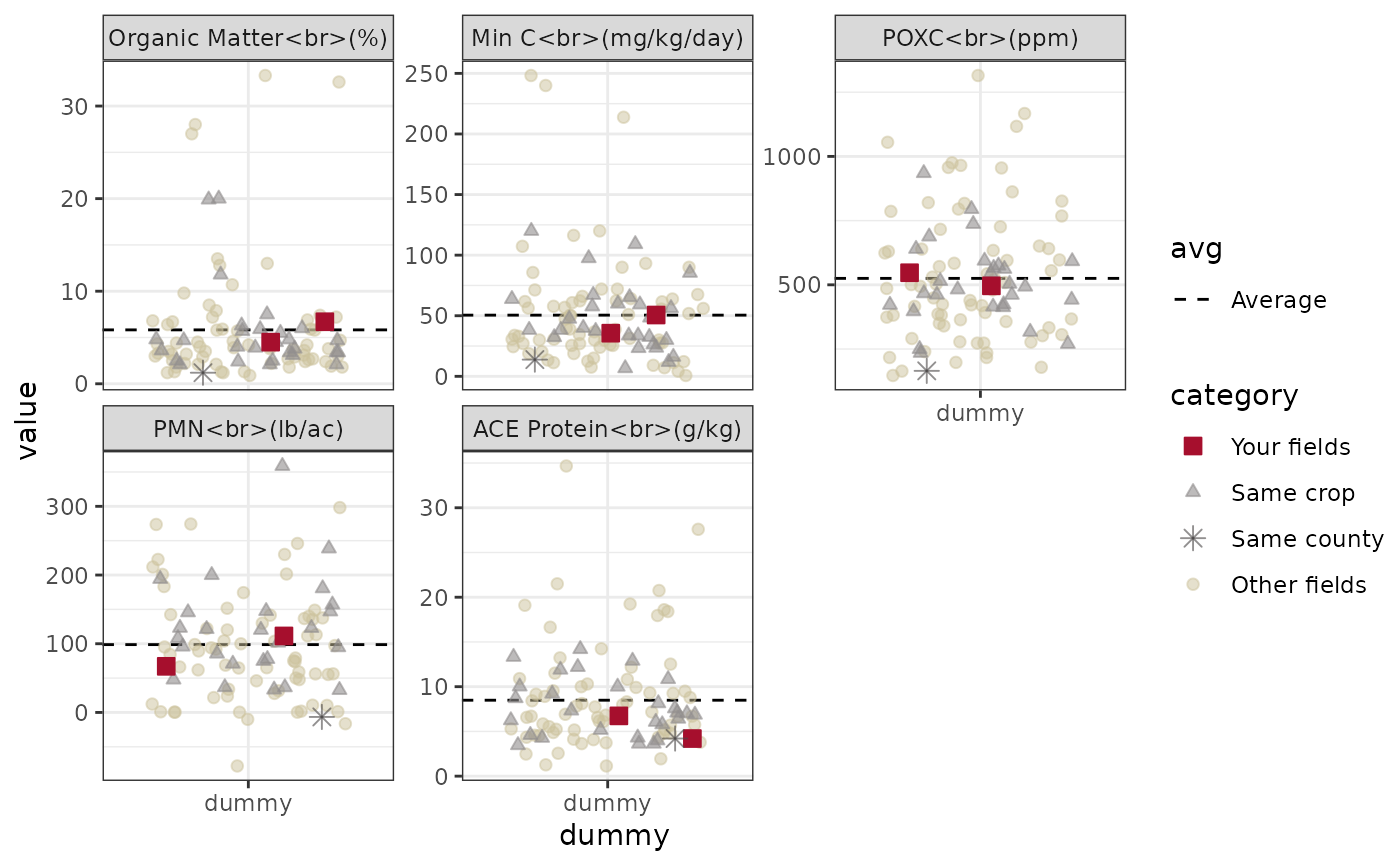 Organic Matter<br>(%)
Min C<br>(mg/kg/day)
POXC<br>(ppm)
30
20
10
0
250
200
150
100
50
0
1000
500
dummy
PMN<br>(lb/ac)
ACE Protein<br>(g/kg)
300
200
100
0
30
20
10
0
dummy
dummy
dummy
value
avg
Average
category
Your fields
Same crop
Same county
Other fields